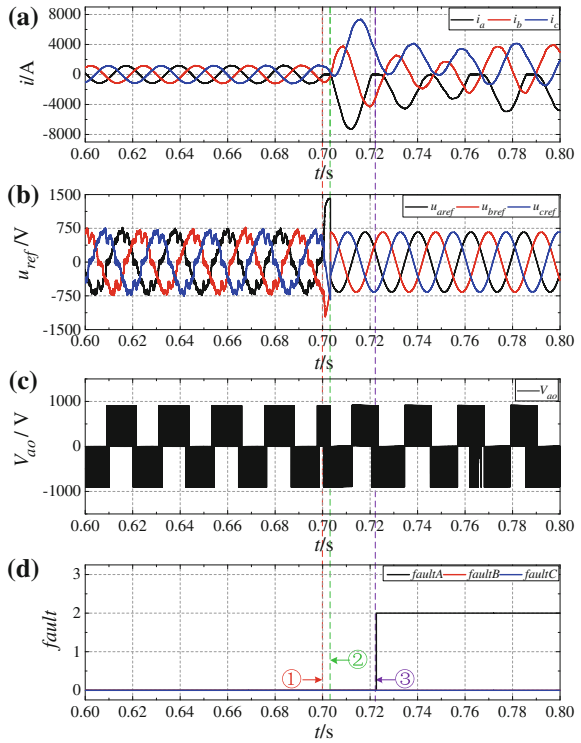 (a)
i/A
8000
4000
0
-4000
-8000
i_a i_b i_c
0.60 0.62 0.64 0.66 0.68 0.70 0.72 0.74 0.76 0.78 0.80
t/s
(b)
u_ref /V
1500
750
0
-750
-1500
u_aref u_bref u_cref
0.60 0.62 0.64 0.66 0.68 0.70 0.72 0.74 0.76 0.78 0.80
t/s
(c)
V_ao / V
1000
0
-1000
V_ao
0.60 0.62 0.64 0.66 0.68 0.70 0.72 0.74 0.76 0.78 0.80
t/s
(d)
fault
3
2
1
0
faultA faultB faultC
① ② ③
0.60 0.62 0.64 0.66 0.68 0.70 0.72 0.74 0.76 0.78 0.80
t/s